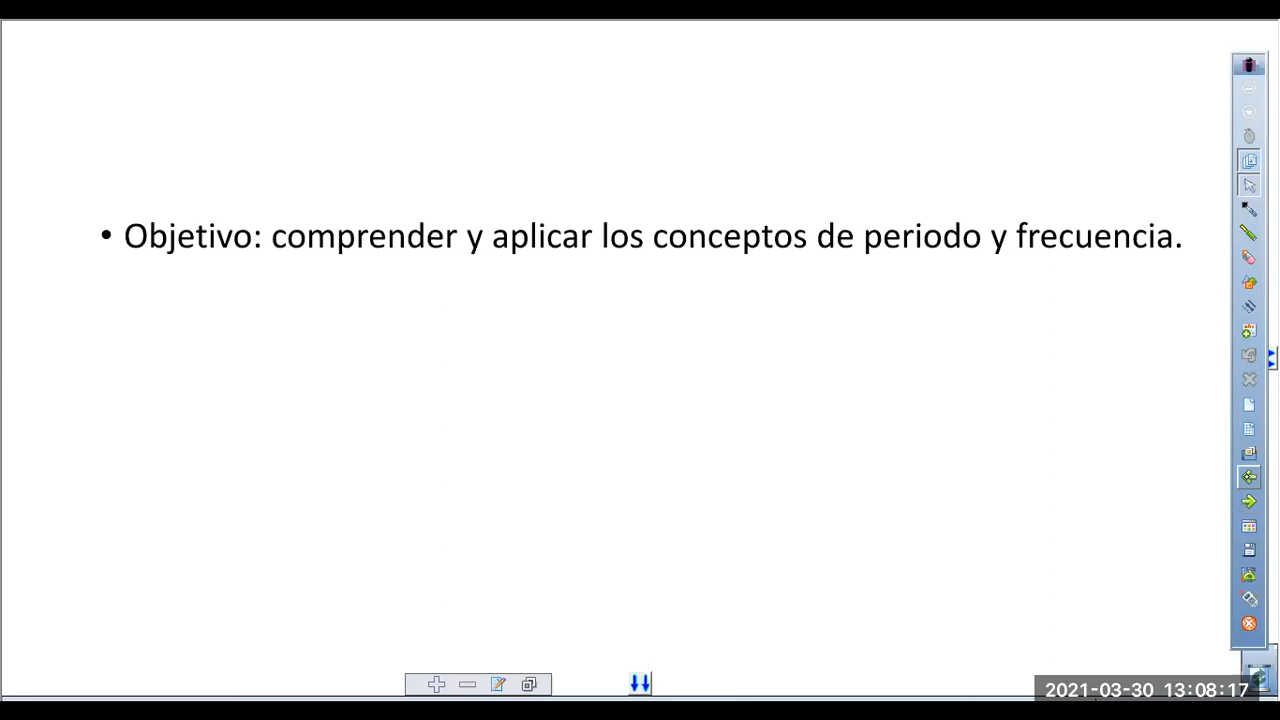 • Objetivo: comprender y aplicar los conceptos de periodo y frecuencia.
2021-03-30 13:08:17